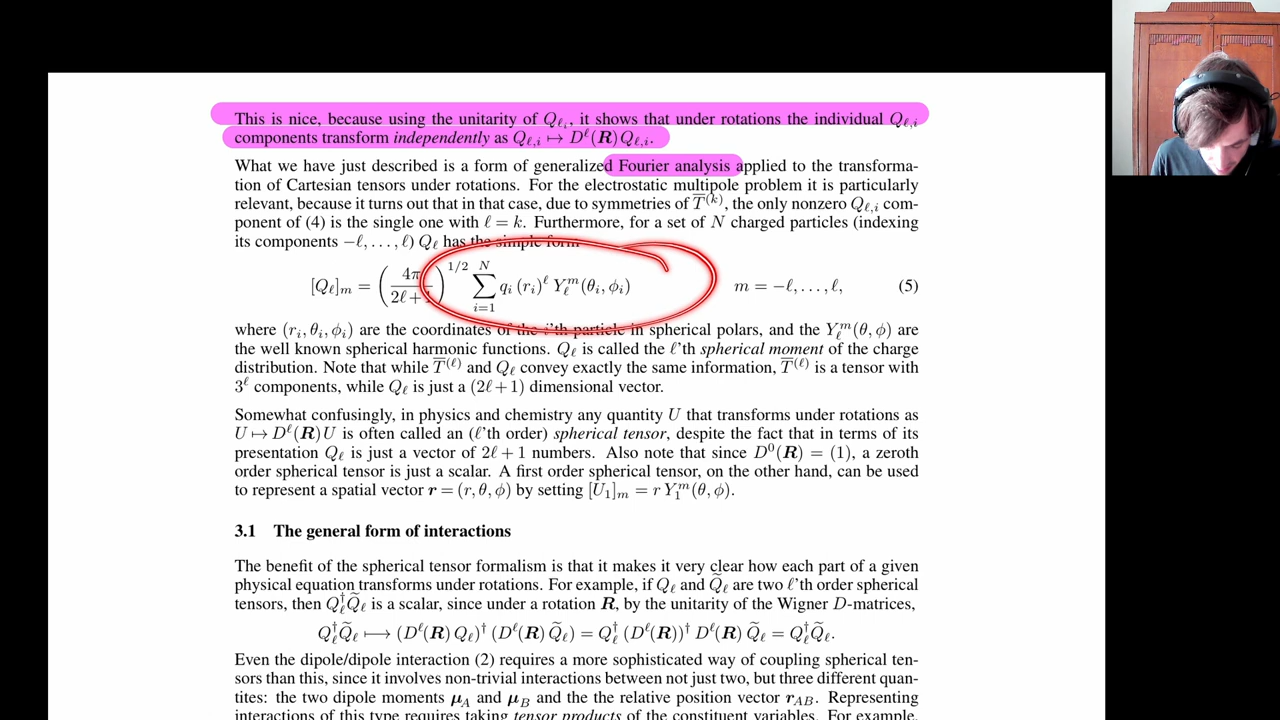 This is nice, because using the unitarity of Q_{ℓ_i}, it shows that under rotations the individual Q_{ℓ,i}
components transform independently as Q_{ℓ,i} ↦ D^ℓ(R) Q_{ℓ,i}.
What we have just described is a form of generalized Fourier analysis applied to the transforma-
tion of Cartesian tensors under rotations. For the electrostatic multipole problem it is particularly
relevant, because it turns out that in that case, due to symmetries of T̅^{(k)}, the only nonzero Q_{ℓ,i} com-
ponent of (4) is the single one with ℓ = k. Furthermore, for a set of N charged particles (indexing
its components −ℓ, . . . , ℓ) Q_ℓ has the simple form
[Q_ℓ]_m = (4π / 2ℓ+1)^{1/2} ∑_{i=1}^{N} q_i (r_i)^ℓ Y_ℓ^m(θ_i, ϕ_i)   m = −ℓ, . . . , ℓ,   (5)
where (r_i, θ_i, ϕ_i) are the coordinates of the i'th particle in spherical polars, and the Y_ℓ^m(θ, ϕ) are
the well known spherical harmonic functions. Q_ℓ is called the ℓ'th spherical moment of the charge
distribution. Note that while T̅^{(ℓ)} and Q_ℓ convey exactly the same information, T̅^{(ℓ)} is a tensor with
3^ℓ components, while Q_ℓ is just a (2ℓ+1) dimensional vector.
Somewhat confusingly, in physics and chemistry any quantity U that transforms under rotations as
U ↦ D^ℓ(R) U is often called an (ℓ'th order) spherical tensor, despite the fact that in terms of its
presentation Q_ℓ is just a vector of 2ℓ+1 numbers. Also note that since D^0(R) = (1), a zeroth
order spherical tensor is just a scalar. A first order spherical tensor, on the other hand, can be used
to represent a spatial vector r = (r, θ, ϕ) by setting [U_1]_m = r Y_1^m(θ, ϕ).
3.1 The general form of interactions
The benefit of the spherical tensor formalism is that it makes it very clear how each part of a given
physical equation transforms under rotations. For example, if Q_ℓ and Q̃_ℓ are two ℓ'th order spherical
tensors, then Q_ℓ^† Q̃_ℓ is a scalar, since under a rotation R, by the unitarity of the Wigner D-matrices,
Q_ℓ^† Q̃_ℓ ⟼ (D^ℓ(R) Q_ℓ)^† (D^ℓ(R) Q̃_ℓ) = Q_ℓ^† (D^ℓ(R))^† D^ℓ(R) Q̃_ℓ = Q_ℓ^† Q̃_ℓ.
Even the dipole/dipole interaction (2) requires a more sophisticated way of coupling spherical ten-
sors than this, since it involves non-trivial interactions between not just two, but three different quan-
tites: the two dipole moments μ_A and μ_B and the the relative position vector r_{AB}. Representing
interactions of this type requires taking tensor products of the constituent variables. For example,